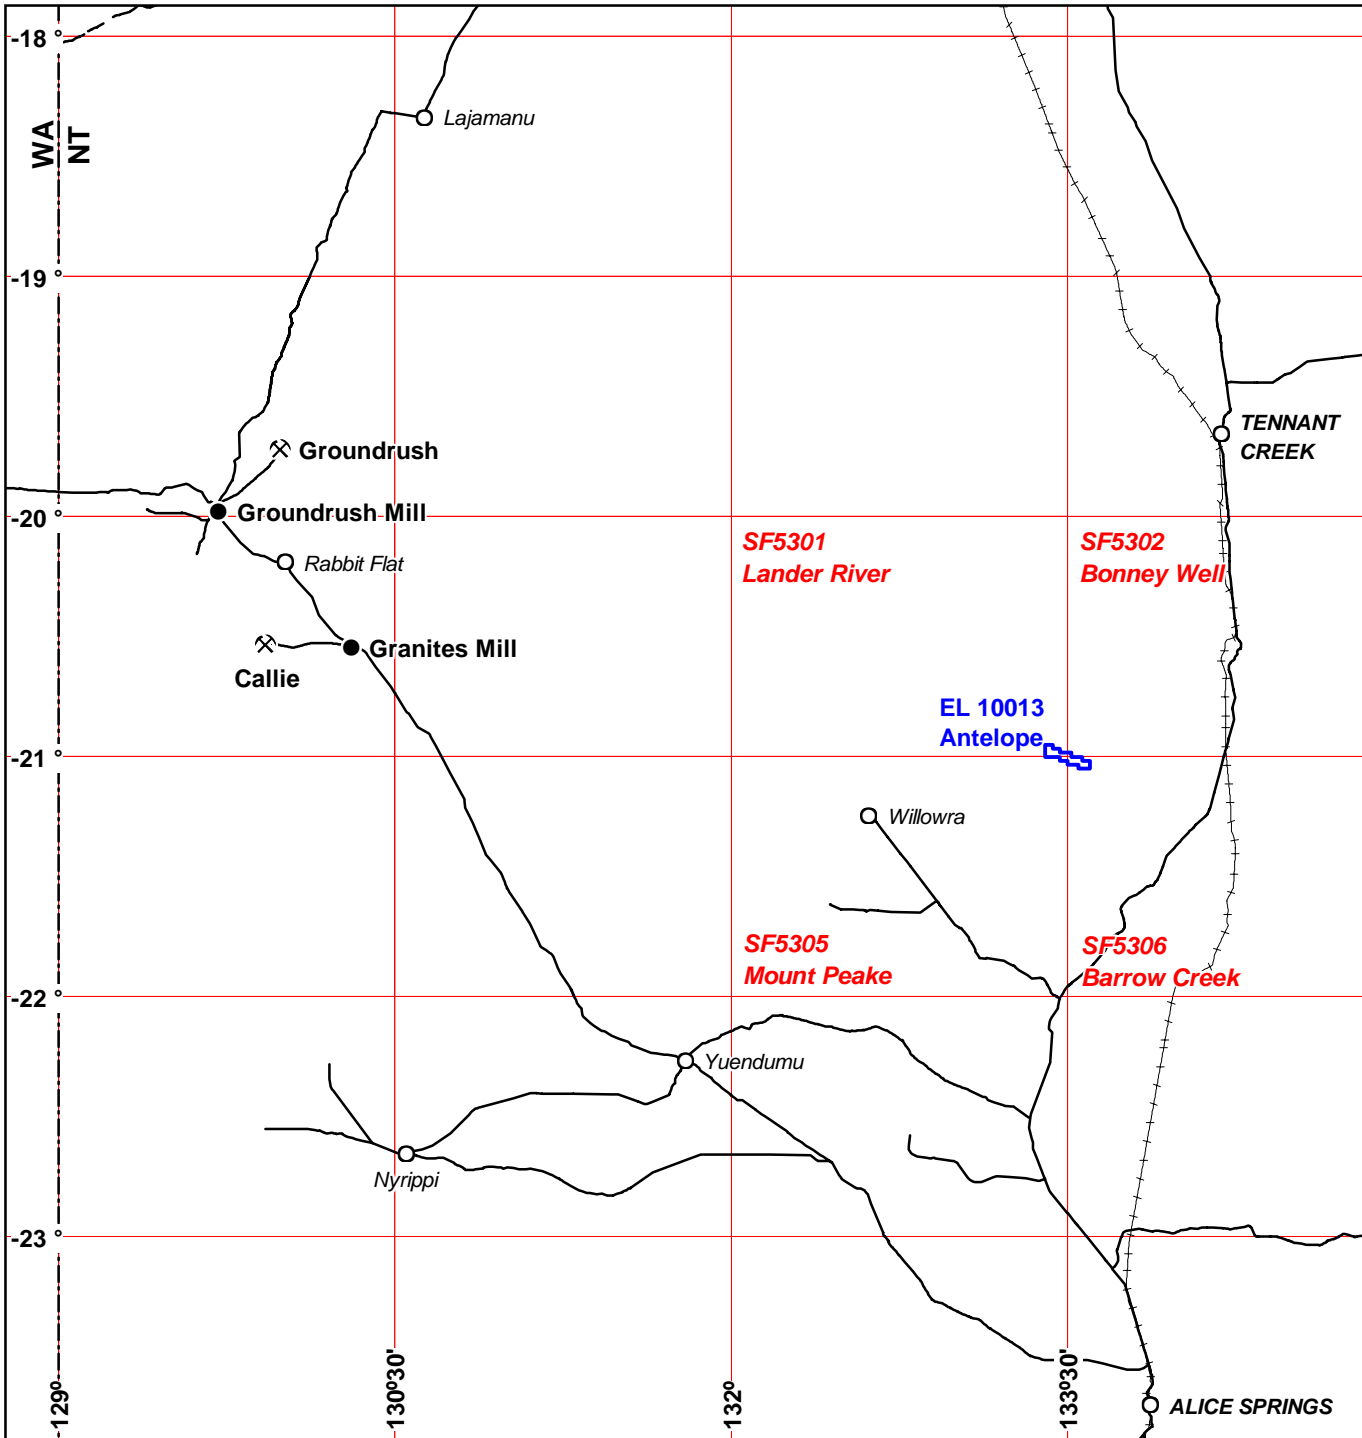 -18 °
WA
NT
Lajamanu
-19 °
TENNANT
CREEK
Groundrush
Groundrush Mill
-20 °
SF5301
Lander River
SF5302
Bonney Well
Rabbit Flat
Granites Mill
Callie
EL 10013
Antelope
-21 °
Willowra
SF5305
Mount Peake
SF5306
Barrow Creek
-22 °
Yuendumu
Nyrippi
-23 °
129°
130°30'
132°
133°30'
ALICE SPRINGS